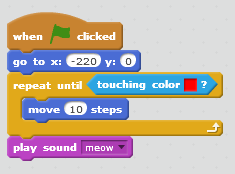 when clicked
go to x: -220 y: 0
repeat until touching color ?
move 10 steps
play sound meow